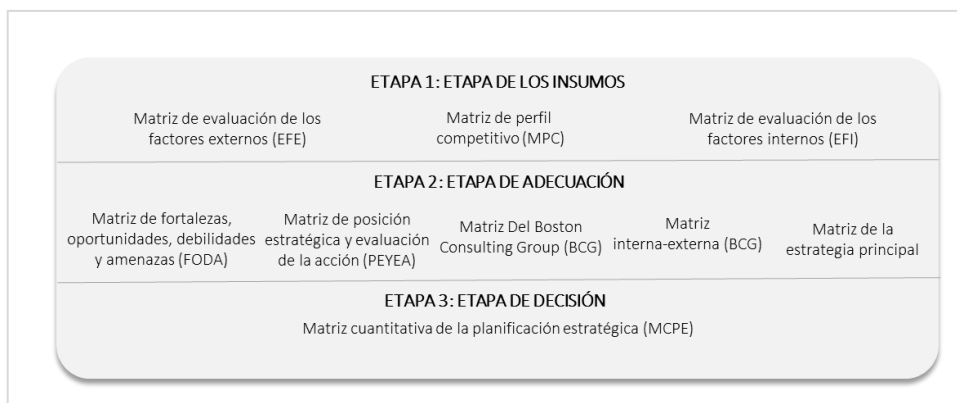 ETAPA 1: ETAPA DE LOS INSUMOS
Matriz de evaluación de los
factores externos (EFE)
Matriz de perfil
competitivo (MPC)
Matriz de evaluación de los
factores internos (EFI)
ETAPA 2: ETAPA DE ADECUACIÓN
Matriz de fortalezas,
oportunidades, debilidades
y amenazas (FODA)
Matriz de posición
estratégica y evaluación
de la acción (PEYEA)
Matriz Del Boston
Consulting Group (BCG)
Matriz
interna-externa (BCG)
Matriz de la
estrategia principal
ETAPA 3: ETAPA DE DECISIÓN
Matriz cuantitativa de la planificación estratégica (MCPE)